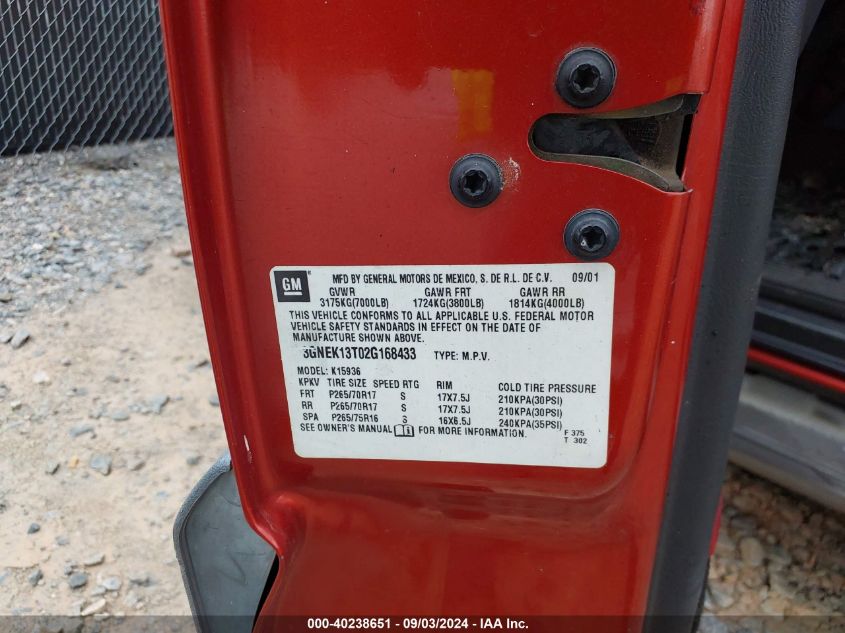 GM MFD BY GENERAL MOTORS DE MEXICO, S. DE R.L. DE C.V. 09/01
GVWR GAWR FRT GAWR RR
3175KG(7000LB) 1724KG(3800LB) 1814KG(4000LB)
THIS VEHICLE CONFORMS TO ALL APPLICABLE U.S. FEDERAL MOTOR
VEHICLE SAFETY STANDARDS IN EFFECT ON THE DATE OF
MANUFACTURE SHOWN ABOVE.
3GNEK13T02G168433 TYPE: M.P.V.
MODEL: K15936
KPKV TIRE SIZE SPEED RTG RIM COLD TIRE PRESSURE
FRT P265/70R17 S 17X7.5J 210KPA(30PSI)
RR P265/70R17 S 17X7.5J 210KPA(30PSI)
SPA P265/75R16 S 16X6.5J 240KPA(35PSI)
SEE OWNER'S MANUAL FOR MORE INFORMATION. F 375
T 302
000-40238651 - 09/03/2024 - IAA Inc.